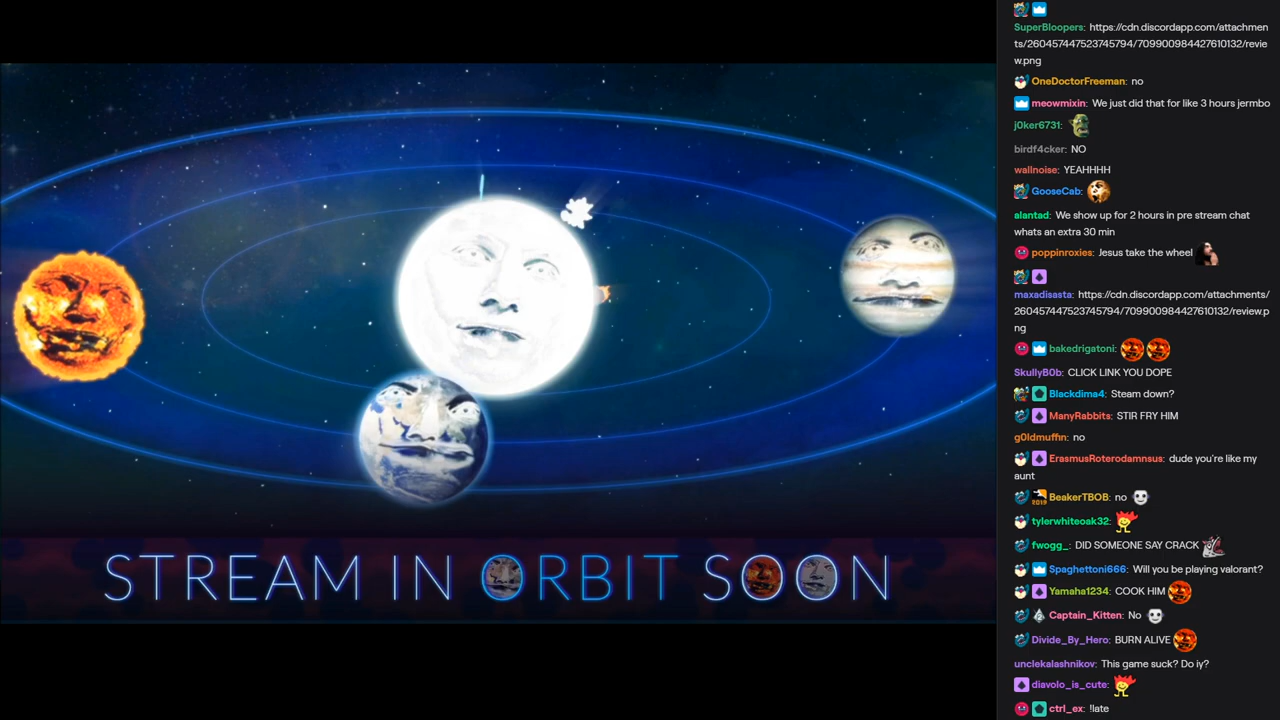 SuperBloopers: https://cdn.discordapp.com/attachmen
ts/260457447523745794/709900984427610132/revie
w.png
OneDoctorFreeman: no
meowmixin: We just did that for like 3 hours jermbo
j0ker6731:
birdf4cker: NO
wallnoise: YEAHHHH
GooseCab:
alantad: We show up for 2 hours in pre stream chat
whats an extra 30 min
poppinroxies: Jesus take the wheel
maxadisasta: https://cdn.discordapp.com/attachments/
260457447523745794/709900984427610132/review.p
ng
bakedrigatoni:
SkullyB0b: CLICK LINK YOU DOPE
Blackdima4: Steam down?
ManyRabbits: STIR FRY HIM
g0ldmuffin: no
ErasmusRoterodamnsus: dude you're like my
aunt
BeakerTBOB: no
tylerwhiteoak32:
fwogg_: DID SOMEONE SAY CRACK
Spaghettoni666: Will you be playing valorant?
Yamaha1234: COOK HIM
Captain_Kitten: No
Divide_By_Hero: BURN ALIVE
unclekalashnikov: This game suck? Do iy?
diavolo_is_cute:
ctrl_ex: !late
STREAM IN ORBIT SOON